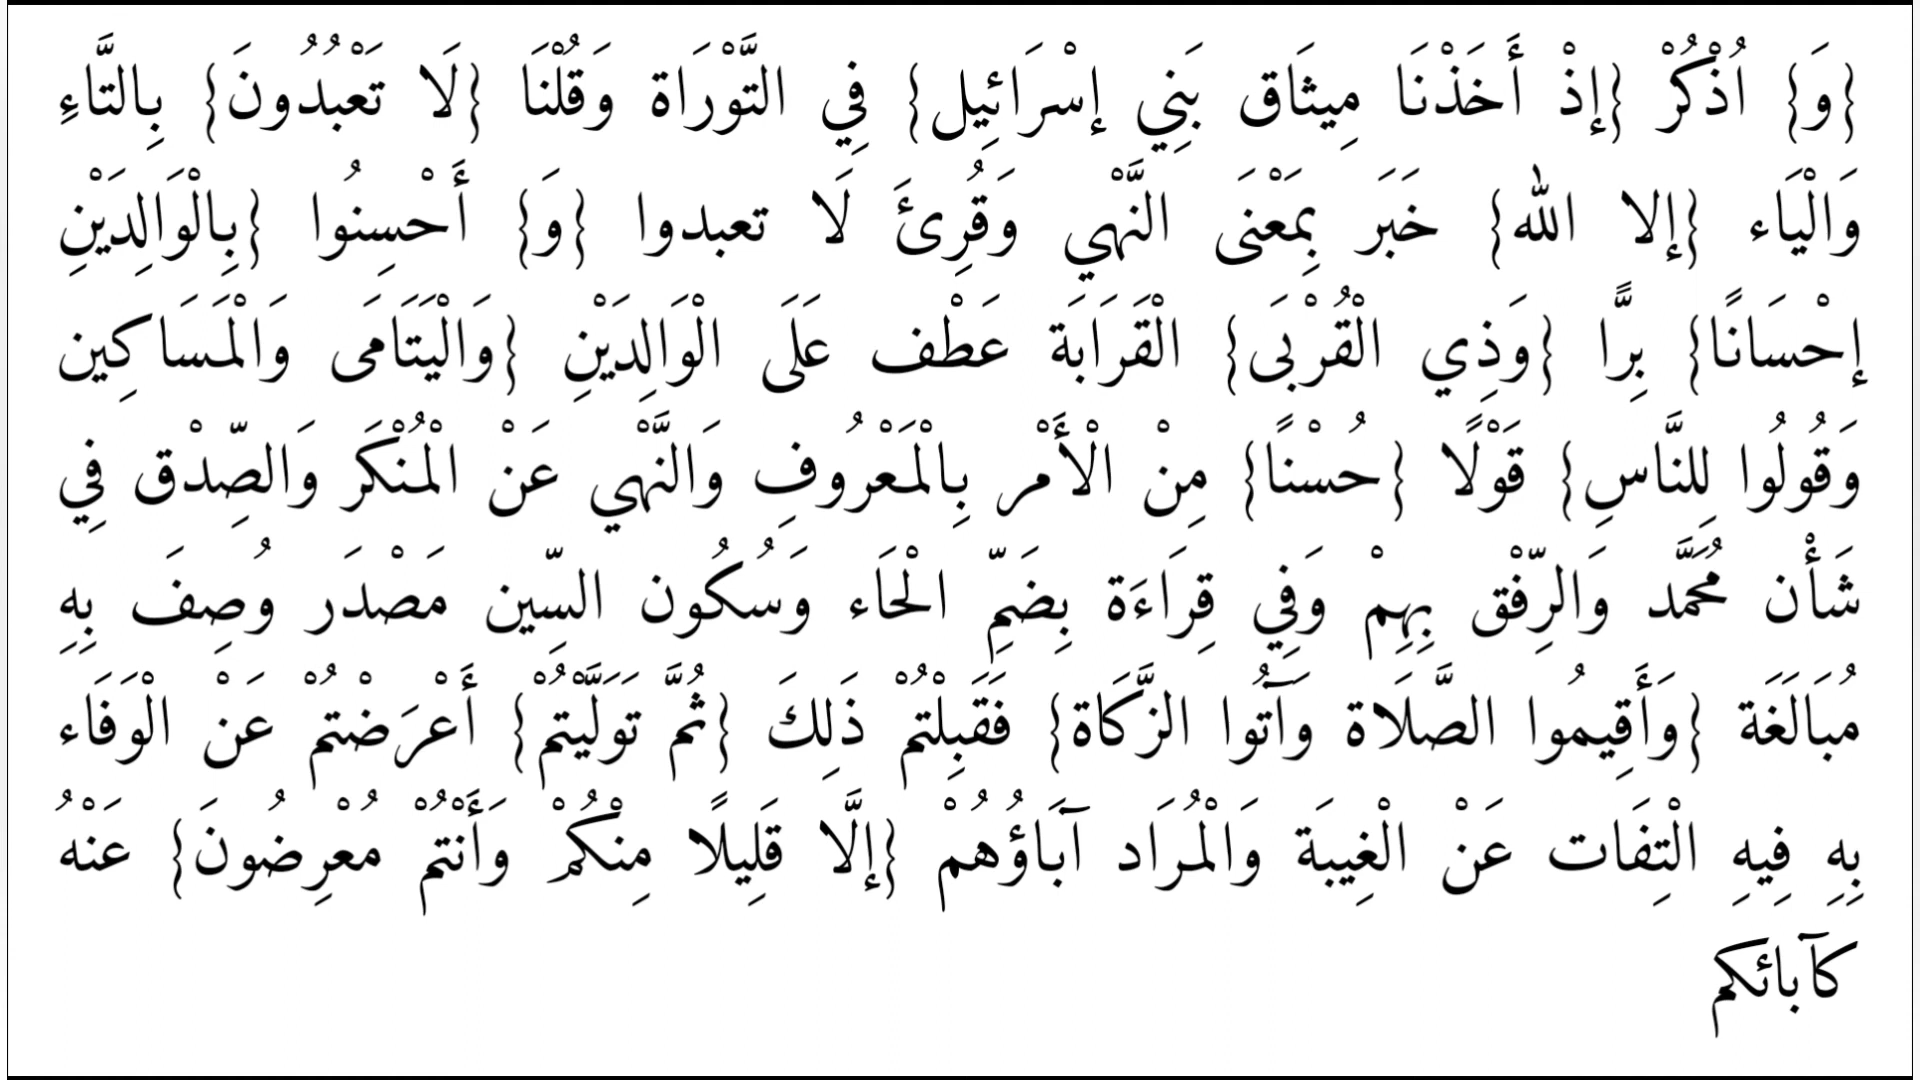 {وَ} اُذْكُرْ {إذْ أَخَذْنَا مِيثَاق بَنِي إسْرَائِيل} فِي التَّوْرَاة وَقُلْنَا {لَا تَعْبُدُونَ} بِالتَّاءِ
وَالْيَاء {إلا الله} خَبَر بِمَعْنَى النَّهْي وَقُرِئَ لَا تعبدوا {وَ} أَحْسِنُوا {بِالْوَالِدَيْنِ
إحْسَانًا} بِرًّا {وَذِي الْقُرْبَى} الْقَرَابَة عَطْف عَلَى الْوَالِدَيْنِ {وَالْيَتَامَى وَالْمَسَاكِين
وَقُولُوا لِلنَّاسِ} قَوْلًا {حُسْنًا} مِنْ الْأَمْر بِالْمَعْرُوفِ وَالنَّهْي عَنْ الْمُنْكَر وَالصِّدْق فِي
شَأْن مُحَمَّد وَالرِّفْق بِهِمْ وَفِي قِرَاءَة بِضَمِّ الْحَاء وَسُكُون السِّين مَصْدَر وُصِفَ بِهِ
مُبَالَغَة {وَأَقِيمُوا الصَّلَاة وَآتُوا الزَّكَاة} فَقَبِلْتُمْ ذَلِكَ {ثُمَّ تَوَلَّيْتُمْ} أَعْرَضْتُمْ عَنْ الْوَفَاء
بِهِ فِيهِ الْتِفَات عَنْ الْغِيبَة وَالْمُرَاد آبَاؤُهُمْ {إلَّا قَلِيلًا مِنْكُمْ وَأَنْتُمْ مُعْرِضُونَ} عَنْهُ
كآبائكم